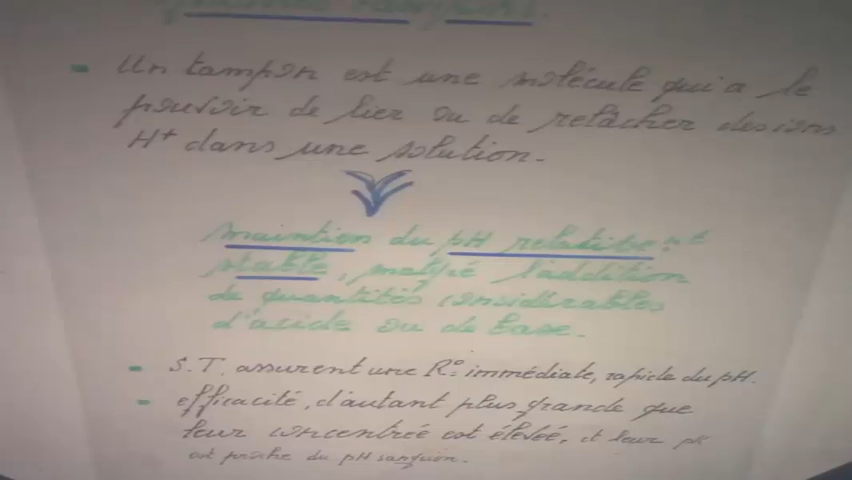 - Un tampon est une molécule qui a le
pouvoir de lier ou de relâcher des ions
H+ dans une solution.
maintien du pH relative:nt
stable, malgré l'addition
de quantités considérables
d'acide ou de base.
- S.T. assurent une R°: immédiate, rapide du pH.
- efficacité, d'autant plus grande que
leur concentrée est élevée, et leur pK
est proche du pH sanguin.